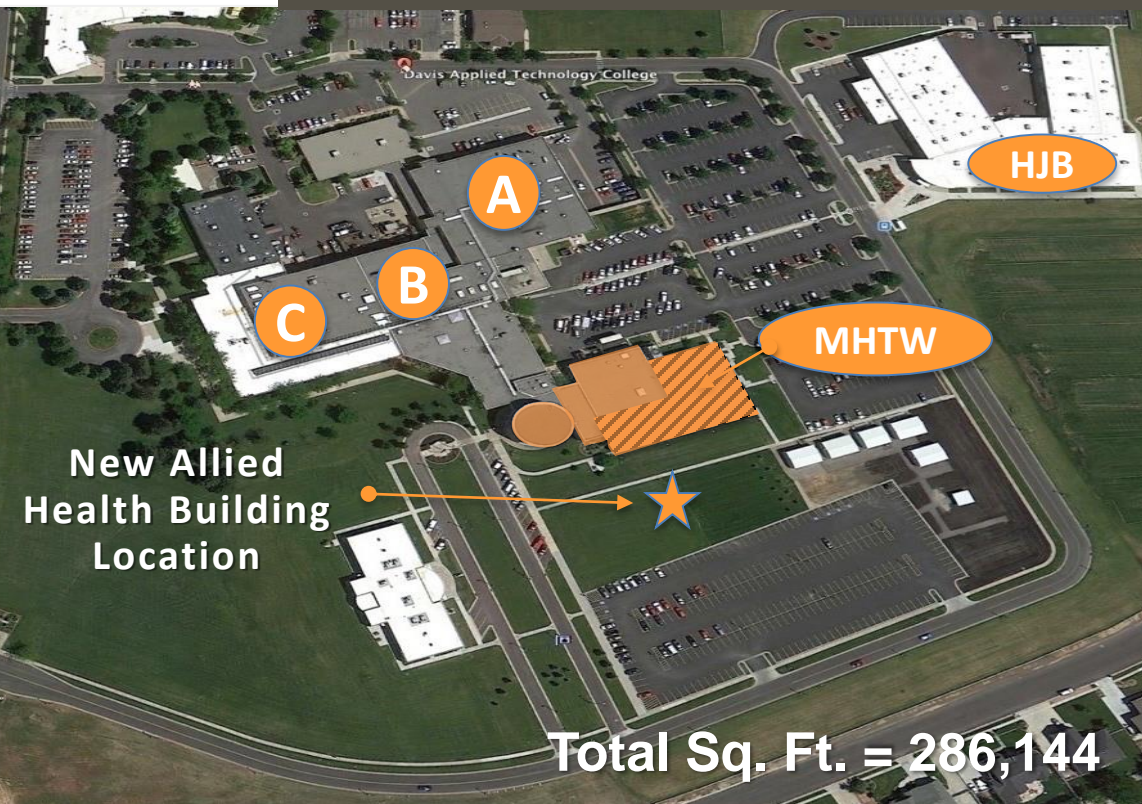 Davis Applied Technology College
HJB
A
B
C
MHTW
New Allied
Health Building
Location
Total Sq. Ft. = 286,144